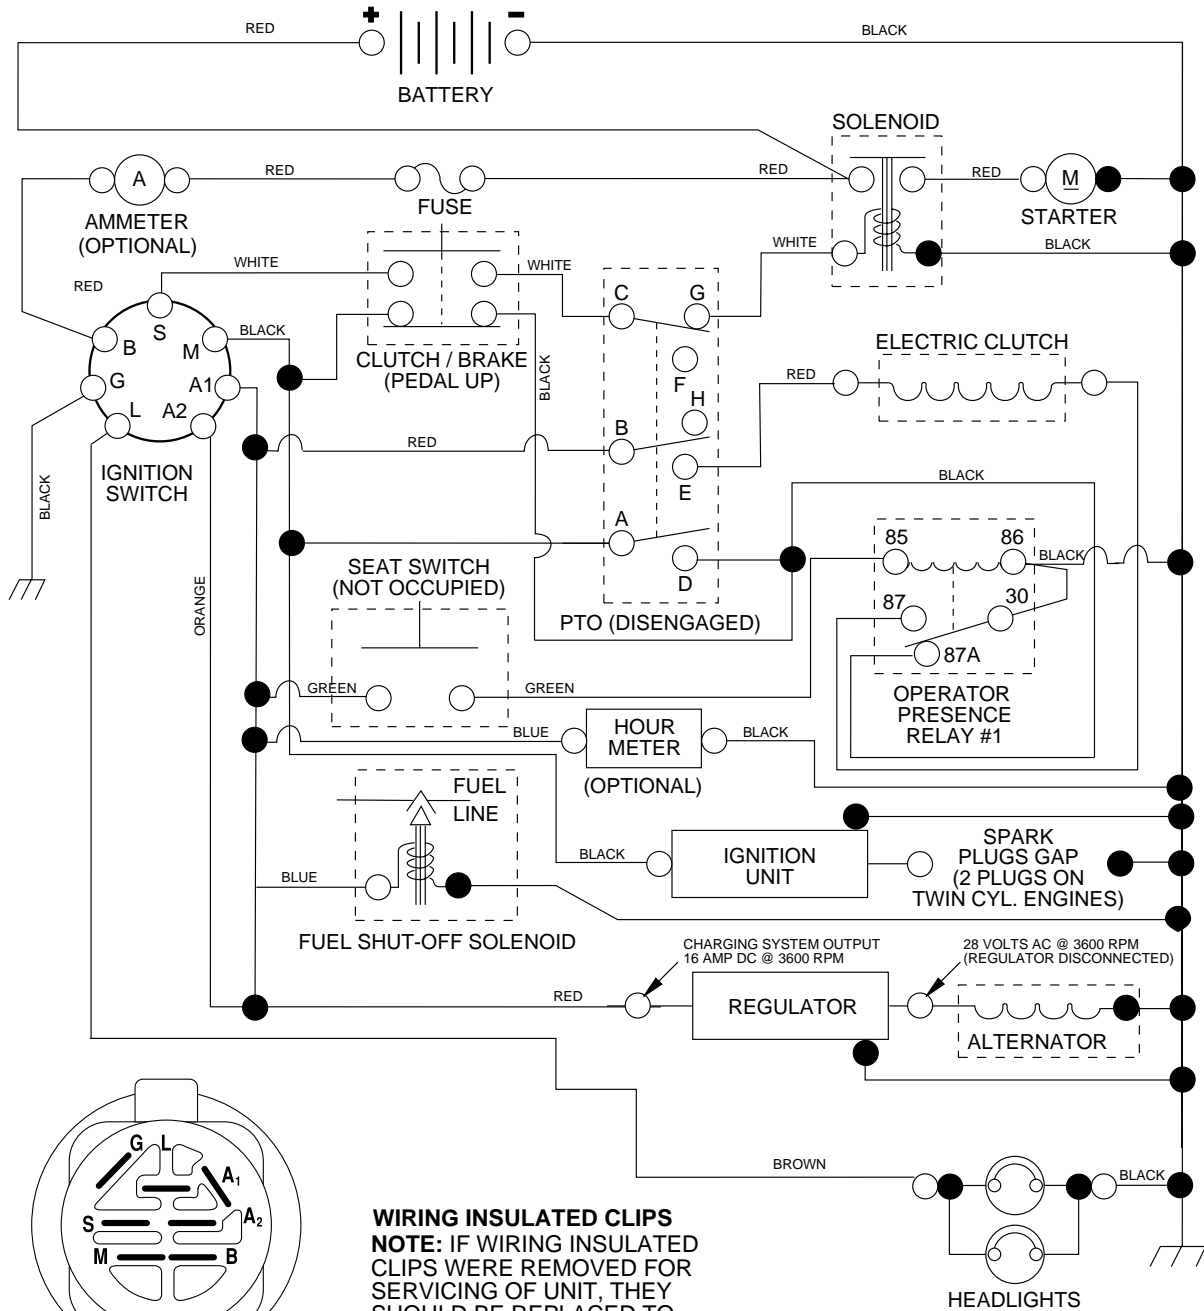 RED
+
-
BLACK
BATTERY
SOLENOID
A
RED
RED
RED
M
AMMETER
(OPTIONAL)
FUSE
STARTER
WHITE
BLACK
WHITE
WHITE
RED
S
B
M
BLACK
G
A1
L
A2
IGNITION
SWITCH
CLUTCH / BRAKE
(PEDAL UP)
BLACK
C
G
F
H
B
E
A
D
ELECTRIC CLUTCH
RED
RED
BLACK
BLACK
ORANGE
SEAT SWITCH
(NOT OCCUPIED)
PTO (DISENGAGED)
85
86
BLACK
87
30
87A
OPERATOR
PRESENCE
RELAY #1
GREEN
GREEN
BLUE
HOUR
METER
BLACK
(OPTIONAL)
FUEL
LINE
BLUE
BLACK
IGNITION
UNIT
SPARK
PLUGS GAP
(2 PLUGS ON
TWIN CYL. ENGINES)
FUEL SHUT-OFF SOLENOID
CHARGING SYSTEM OUTPUT
16 AMP DC @ 3600 RPM
28 VOLTS AC @ 3600 RPM
(REGULATOR DISCONNECTED)
RED
REGULATOR
ALTERNATOR
BROWN
BLACK
HEADLIGHTS
G L
A1
S
A2
M
B
WIRING INSULATED CLIPS
NOTE: IF WIRING INSULATED
CLIPS WERE REMOVED FOR
SERVICING OF UNIT, THEY
SHOULD BE REPLACED TO